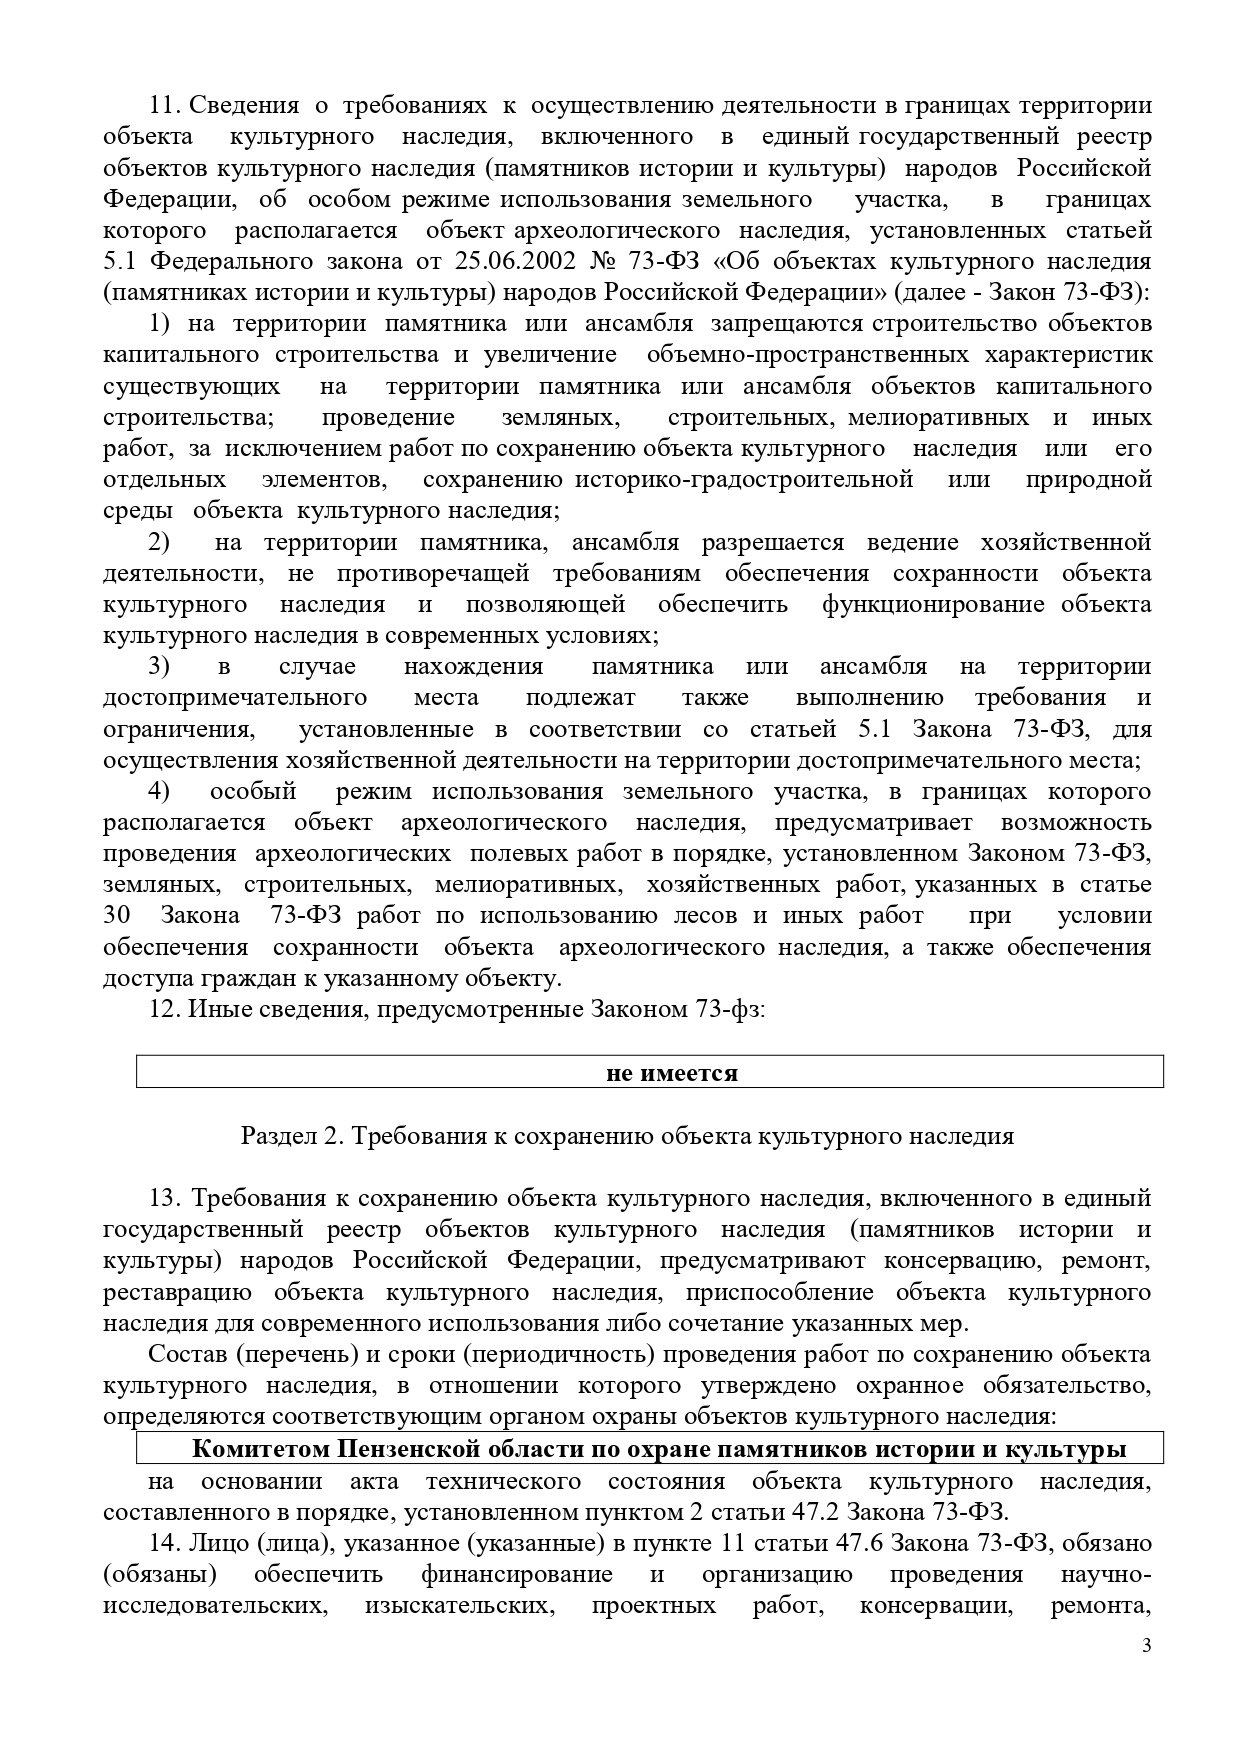 11. Сведения о требованиях к осуществлению деятельности в границах территории
объекта культурного наследия, включенного в единый государственный реестр
объектов культурного наследия (памятников истории и культуры) народов Российской
Федерации, об особом режиме использования земельного участка, в границах
которого располагается объект археологического наследия, установленных статьей
5.1 Федерального закона от 25.06.2002 № 73-ФЗ «Об объектах культурного наследия
(памятниках истории и культуры) народов Российской Федерации» (далее - Закон 73-ФЗ):
1) на территории памятника или ансамбля запрещаются строительство объектов
капитального строительства и увеличение объемно-пространственных характеристик
существующих на территории памятника или ансамбля объектов капитального
строительства; проведение земляных, строительных, мелиоративных и иных
работ, за исключением работ по сохранению объекта культурного наследия или его
отдельных элементов, сохранению историко-градостроительной или природной
среды объекта культурного наследия;
2) на территории памятника, ансамбля разрешается ведение хозяйственной
деятельности, не противоречащей требованиям обеспечения сохранности объекта
культурного наследия и позволяющей обеспечить функционирование объекта
культурного наследия в современных условиях;
3) в случае нахождения памятника или ансамбля на территории
достопримечательного места подлежат также выполнению требования и
ограничения, установленные в соответствии со статьей 5.1 Закона 73-ФЗ, для
осуществления хозяйственной деятельности на территории достопримечательного места;
4) особый режим использования земельного участка, в границах которого
располагается объект археологического наследия, предусматривает возможность
проведения археологических полевых работ в порядке, установленном Законом 73-ФЗ,
земляных, строительных, мелиоративных, хозяйственных работ, указанных в статье
30 Закона 73-ФЗ работ по использованию лесов и иных работ при условии
обеспечения сохранности объекта археологического наследия, а также обеспечения
доступа граждан к указанному объекту.
12. Иные сведения, предусмотренные Законом 73-фз:
не имеется
Раздел 2. Требования к сохранению объекта культурного наследия
13. Требования к сохранению объекта культурного наследия, включенного в единый
государственный реестр объектов культурного наследия (памятников истории и
культуры) народов Российской Федерации, предусматривают консервацию, ремонт,
реставрацию объекта культурного наследия, приспособление объекта культурного
наследия для современного использования либо сочетание указанных мер.
Состав (перечень) и сроки (периодичность) проведения работ по сохранению объекта
культурного наследия, в отношении которого утверждено охранное обязательство,
определяются соответствующим органом охраны объектов культурного наследия:
Комитетом Пензенской области по охране памятников истории и культуры
на основании акта технического состояния объекта культурного наследия,
составленного в порядке, установленном пунктом 2 статьи 47.2 Закона 73-ФЗ.
14. Лицо (лица), указанное (указанные) в пункте 11 статьи 47.6 Закона 73-ФЗ, обязано
(обязаны) обеспечить финансирование и организацию проведения научно-
исследовательских, изыскательских, проектных работ, консервации, ремонта,
3